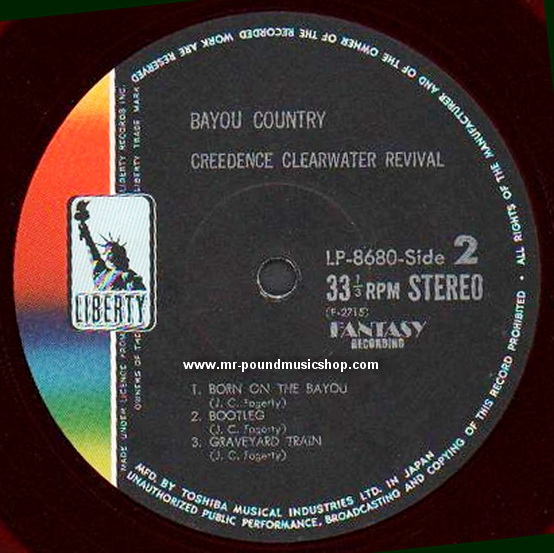 BAYOU COUNTRY
CREEDENCE CLEARWATER REVIVAL
LP-8680-Side 2
33 1/3 RPM STEREO
(F-2715)
FANTASY
RECORDING
LIBERTY
www.mr-poundmusicshop.com
1. BORN ON THE BAYOU
(J. C. Fogerty)
2. BOOTLEG
(J. C. Fogerty)
3. GRAVEYARD TRAIN
(J. C. Fogerty)
MADE UNDER LICENCE FROM LIBERTY RECORDS INC.
OWNERS OF THE LIBERTY TRADE MARK
MFD. BY TOSHIBA MUSICAL INDUSTRIES LTD. IN JAPAN
ALL RIGHTS OF THE MANUFACTURER AND OF THE OWNER OF THE RECORDED WORK ARE RESERVED
UNAUTHORIZED PUBLIC PERFORMANCE, BROADCASTING AND COPYING OF THIS RECORD PROHIBITED •